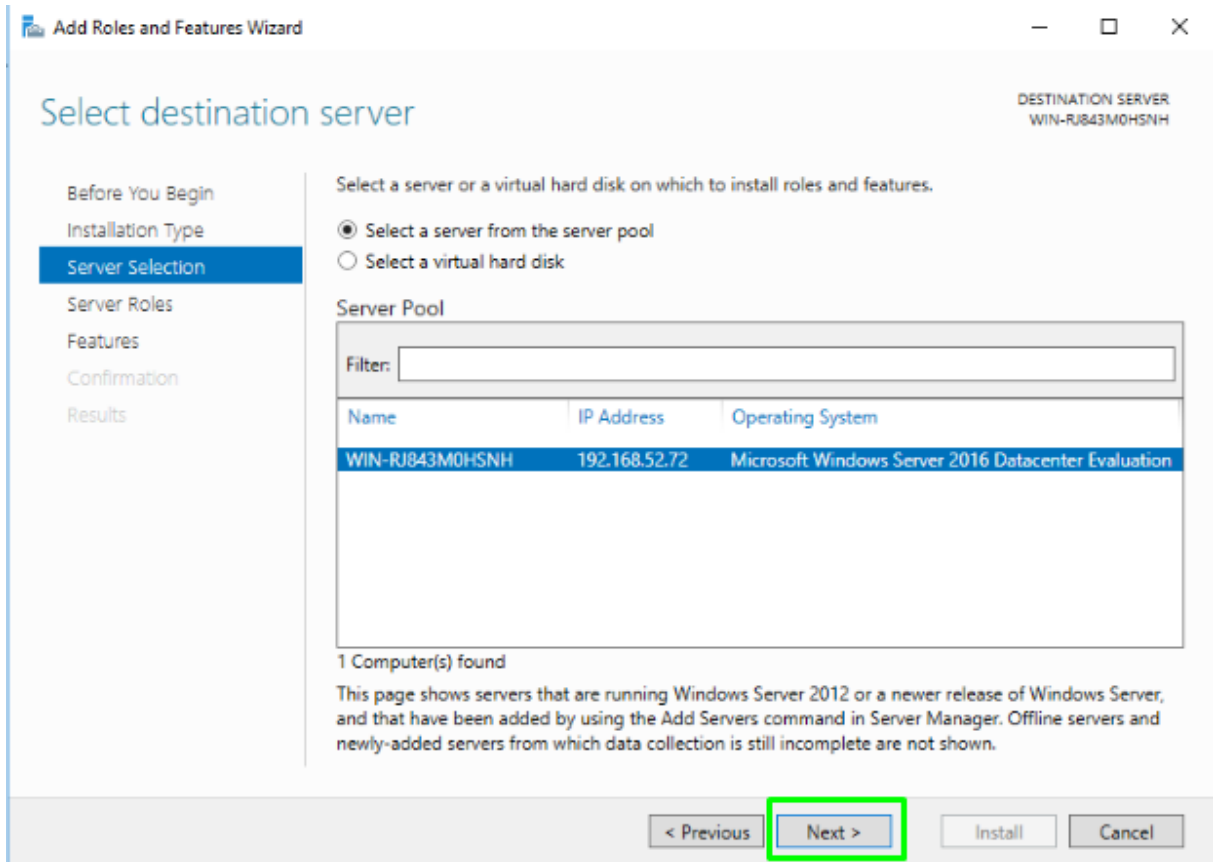 Add Roles and Features Wizard
Select destination server
DESTINATION SERVER
WIN-RJ843M0HSNH
Before You Begin
Installation Type
Server Selection
Server Roles
Features
Confirmation
Results
Select a server or a virtual hard disk on which to install roles and features.
Select a server from the server pool
Select a virtual hard disk
Server Pool
Filter:
Name IP Address Operating System
WIN-RJ843M0HSNH 192.168.52.72 Microsoft Windows Server 2016 Datacenter Evaluation
1 Computer(s) found
This page shows servers that are running Windows Server 2012 or a newer release of Windows Server,
and that have been added by using the Add Servers command in Server Manager. Offline servers and
newly-added servers from which data collection is still incomplete are not shown.
< Previous Next > Install Cancel